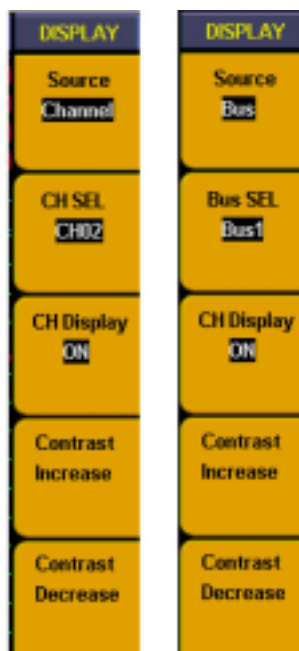 DISPLAY
Source
Channel
CH SEL
CH02
CH Display
ON
Contrast
Increase
Contrast
Decrease
DISPLAY
Source
Bus
Bus SEL
Bus1
CH Display
ON
Contrast
Increase
Contrast
Decrease